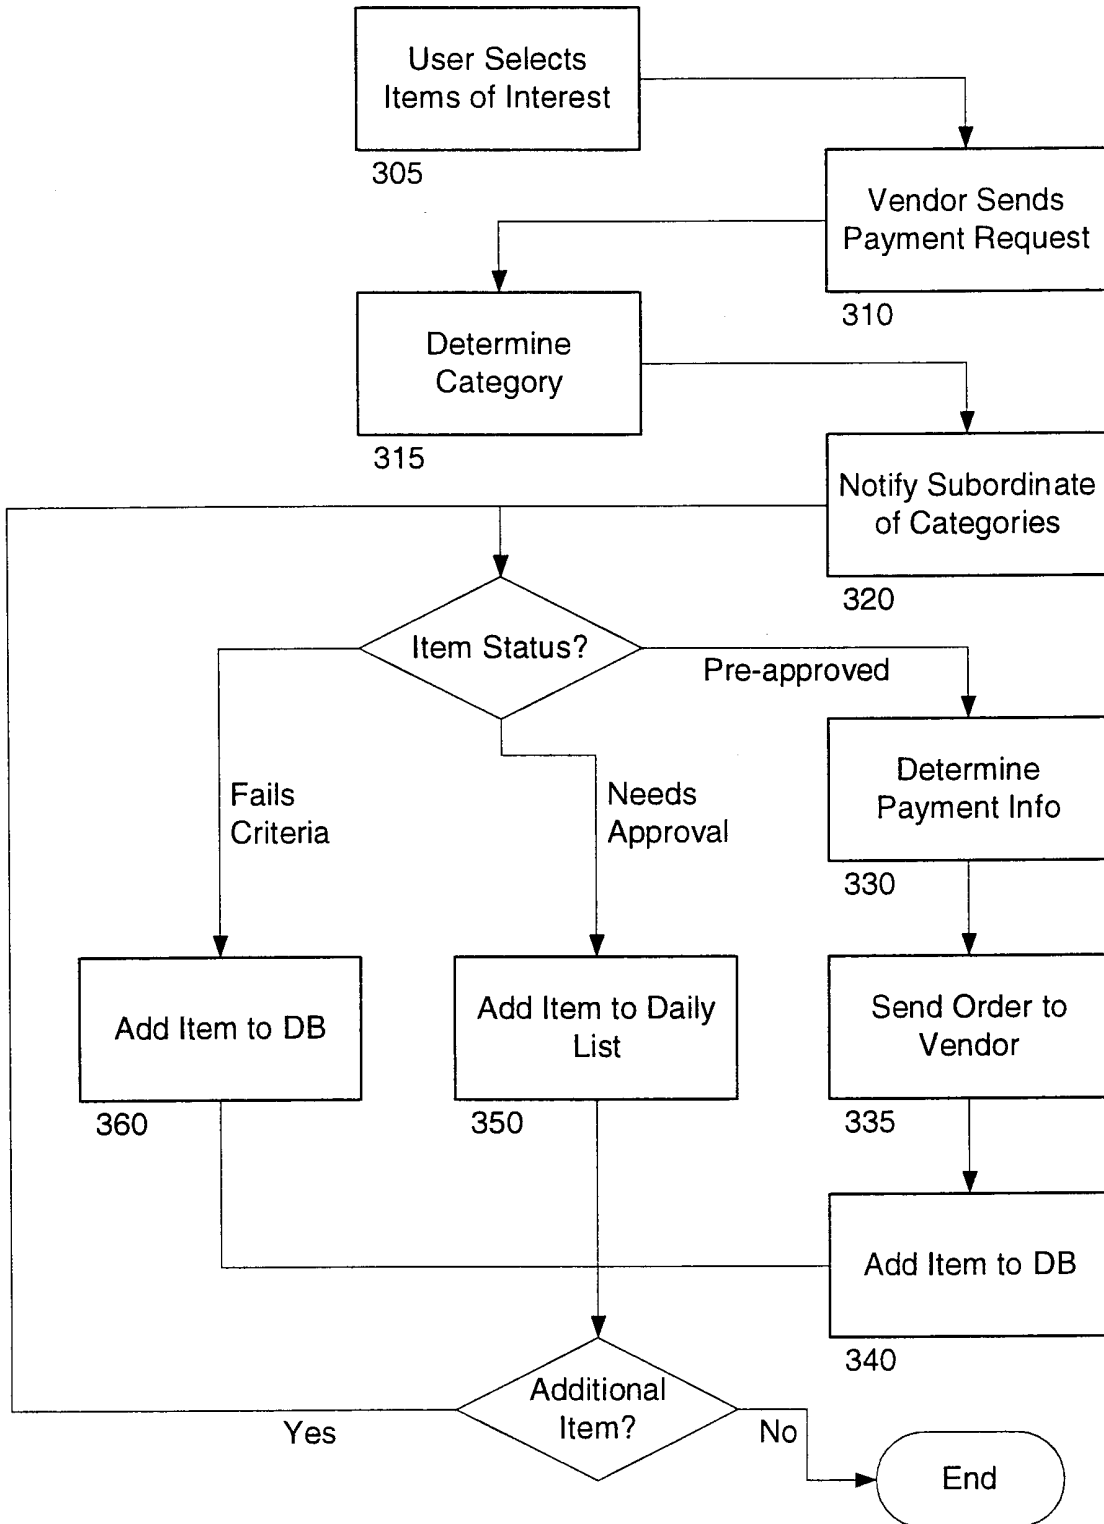 User Selects
Items of Interest
305
Vendor Sends
Payment Request
310
Determine
Category
315
Notify Subordinate
of Categories
320
Item Status?
Pre-approved
Fails
Criteria
Needs
Approval
Determine
Payment Info
330
Add Item to DB
360
Add Item to Daily
List
350
Send Order to
Vendor
335
Add Item to DB
340
Additional
Item?
Yes
No
End